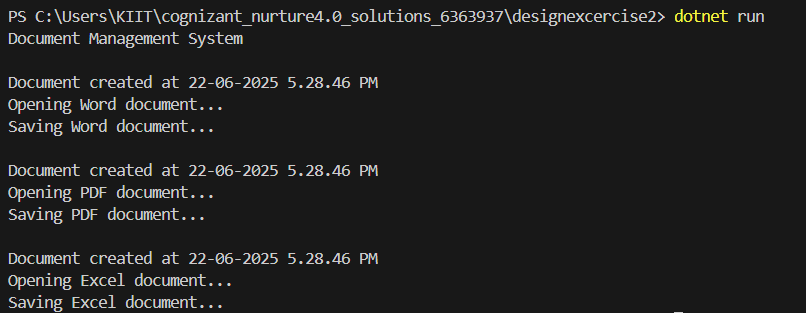 PS C:\Users\KIIT\cognizant_nurture4.0_solutions_6363937\designexcercise2> dotnet run
Document Management System
Document created at 22-06-2025 5.28.46 PM
Opening Word document...
Saving Word document...
Document created at 22-06-2025 5.28.46 PM
Opening PDF document...
Saving PDF document...
Document created at 22-06-2025 5.28.46 PM
Opening Excel document...
Saving Excel document...